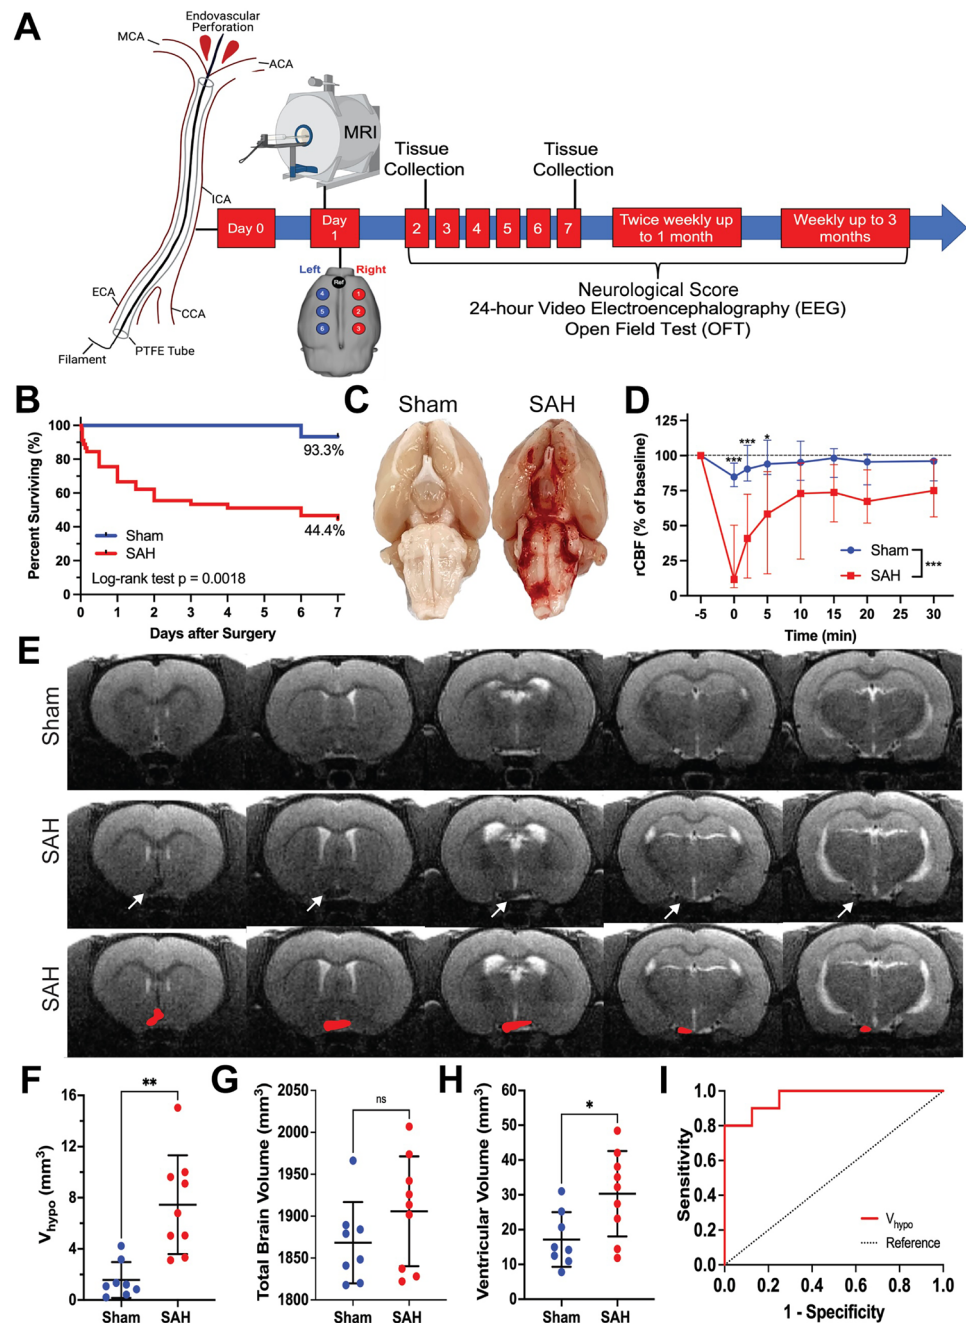 A
Endovascular
Perforation
MCA
ACA
MRI
Tissue
Collection
Tissue
Collection
ICA
Day 0
Day
1
2
3
4
5
6
7
Twice weekly up
to 1 month
Weekly up to 3
months
Left
Right
Ref
4
1
5
2
6
3
Neurological Score
24-hour Video Electroencephalography (EEG)
Open Field Test (OFT)
ECA
CCA
PTFE Tube
Filament
B
Percent Surviving (%)
100
80
60
40
20
0
93.3%
44.4%
Sham
SAH
Log-rank test p = 0.0018
0 1 2 3 4 5 6 7
Days after Surgery
C
Sham
SAH
D
rCBF (% of baseline)
125
100
75
50
25
0
***
***
*
Sham
SAH
***
-5 0 5 10 15 20 25 30
Time (min)
E
Sham
SAH
SAH
F
Vhypo (mm3)
16
12
8
4
0
**
Sham SAH
G
Total Brain Volume (mm3)
2050
2000
1950
1900
1850
1800
ns
Sham SAH
H
Ventricular Volume (mm3)
60
50
40
30
20
10
0
*
Sham SAH
I
Sensitivity
1.0
0.8
0.6
0.4
0.2
0.0
Vhypo
Reference
0.0 0.2 0.4 0.6 0.8 1.0
1 - Specificity